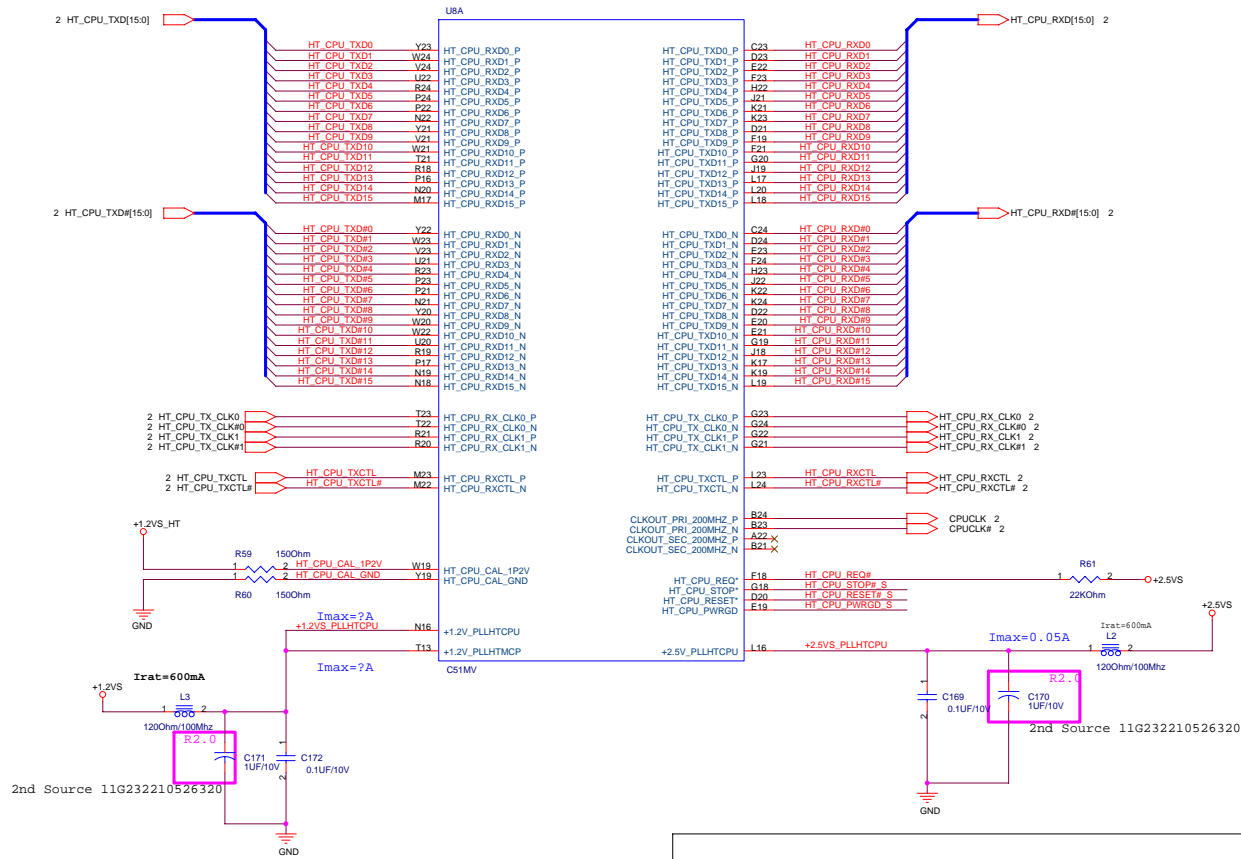 U8A
2 HT_CPU_TXD[15:0]
HT_CPU_RXD[15:0] 2
HT_CPU_TXD0 Y23 HT_CPU_RXD0_P
HT_CPU_TXD1 W24 HT_CPU_RXD1_P
HT_CPU_TXD2 V24 HT_CPU_RXD2_P
HT_CPU_TXD3 U22 HT_CPU_RXD3_P
HT_CPU_TXD4 R24 HT_CPU_RXD4_P
HT_CPU_TXD5 P24 HT_CPU_RXD5_P
HT_CPU_TXD6 P22 HT_CPU_RXD6_P
HT_CPU_TXD7 N22 HT_CPU_RXD7_P
HT_CPU_TXD8 Y21 HT_CPU_RXD8_P
HT_CPU_TXD9 V21 HT_CPU_RXD9_P
HT_CPU_TXD10 W21 HT_CPU_RXD10_P
HT_CPU_TXD11 T21 HT_CPU_RXD11_P
HT_CPU_TXD12 R18 HT_CPU_RXD12_P
HT_CPU_TXD13 P16 HT_CPU_RXD13_P
HT_CPU_TXD14 N20 HT_CPU_RXD14_P
HT_CPU_TXD15 M17 HT_CPU_RXD15_P
HT_CPU_TXD0_P C23 HT_CPU_RXD0
HT_CPU_TXD1_P D23 HT_CPU_RXD1
HT_CPU_TXD2_P E22 HT_CPU_RXD2
HT_CPU_TXD3_P F23 HT_CPU_RXD3
HT_CPU_TXD4_P H22 HT_CPU_RXD4
HT_CPU_TXD5_P J21 HT_CPU_RXD5
HT_CPU_TXD6_P K21 HT_CPU_RXD6
HT_CPU_TXD7_P K23 HT_CPU_RXD7
HT_CPU_TXD8_P D21 HT_CPU_RXD8
HT_CPU_TXD9_P F19 HT_CPU_RXD9
HT_CPU_TXD10_P F21 HT_CPU_RXD10
HT_CPU_TXD11_P G20 HT_CPU_RXD11
HT_CPU_TXD12_P J19 HT_CPU_RXD12
HT_CPU_TXD13_P L17 HT_CPU_RXD13
HT_CPU_TXD14_P L20 HT_CPU_RXD14
HT_CPU_TXD15_P L18 HT_CPU_RXD15
2 HT_CPU_TXD#[15:0]
HT_CPU_RXD#[15:0] 2
HT_CPU_TXD#0 Y22 HT_CPU_RXD0_N
HT_CPU_TXD#1 W23 HT_CPU_RXD1_N
HT_CPU_TXD#2 V23 HT_CPU_RXD2_N
HT_CPU_TXD#3 U21 HT_CPU_RXD3_N
HT_CPU_TXD#4 R23 HT_CPU_RXD4_N
HT_CPU_TXD#5 P23 HT_CPU_RXD5_N
HT_CPU_TXD#6 P21 HT_CPU_RXD6_N
HT_CPU_TXD#7 N21 HT_CPU_RXD7_N
HT_CPU_TXD#8 Y20 HT_CPU_RXD8_N
HT_CPU_TXD#9 W20 HT_CPU_RXD9_N
HT_CPU_TXD#10 W22 HT_CPU_RXD10_N
HT_CPU_TXD#11 U20 HT_CPU_RXD11_N
HT_CPU_TXD#12 R19 HT_CPU_RXD12_N
HT_CPU_TXD#13 P17 HT_CPU_RXD13_N
HT_CPU_TXD#14 N19 HT_CPU_RXD14_N
HT_CPU_TXD#15 N18 HT_CPU_RXD15_N
HT_CPU_TXD0_N C24 HT_CPU_RXD#0
HT_CPU_TXD1_N D24 HT_CPU_RXD#1
HT_CPU_TXD2_N E23 HT_CPU_RXD#2
HT_CPU_TXD3_N F24 HT_CPU_RXD#3
HT_CPU_TXD4_N H23 HT_CPU_RXD#4
HT_CPU_TXD5_N J22 HT_CPU_RXD#5
HT_CPU_TXD6_N K22 HT_CPU_RXD#6
HT_CPU_TXD7_N K24 HT_CPU_RXD#7
HT_CPU_TXD8_N D22 HT_CPU_RXD#8
HT_CPU_TXD9_N E20 HT_CPU_RXD#9
HT_CPU_TXD10_N E21 HT_CPU_RXD#10
HT_CPU_TXD11_N G19 HT_CPU_RXD#11
HT_CPU_TXD12_N J18 HT_CPU_RXD#12
HT_CPU_TXD13_N K17 HT_CPU_RXD#13
HT_CPU_TXD14_N K19 HT_CPU_RXD#14
HT_CPU_TXD15_N L19 HT_CPU_RXD#15
2 HT_CPU_TX_CLK0 T23 HT_CPU_RX_CLK0_P
2 HT_CPU_TX_CLK#0 T22 HT_CPU_RX_CLK0_N
2 HT_CPU_TX_CLK1 R21 HT_CPU_RX_CLK1_P
2 HT_CPU_TX_CLK#1 R20 HT_CPU_RX_CLK1_N
HT_CPU_TX_CLK0_P G23 HT_CPU_RX_CLK0 2
HT_CPU_TX_CLK0_N G24 HT_CPU_RX_CLK#0 2
HT_CPU_TX_CLK1_P G22 HT_CPU_RX_CLK1 2
HT_CPU_TX_CLK1_N G21 HT_CPU_RX_CLK#1 2
2 HT_CPU_TXCTL HT_CPU_TXCTL M23 HT_CPU_RXCTL_P
2 HT_CPU_TXCTL# HT_CPU_TXCTL# M22 HT_CPU_RXCTL_N
HT_CPU_TXCTL_P L23 HT_CPU_RXCTL HT_CPU_RXCTL 2
HT_CPU_TXCTL_N L24 HT_CPU_RXCTL# HT_CPU_RXCTL# 2
CLKOUT_PRI_200MHZ_P B24 CPUCLK 2
CLKOUT_PRI_200MHZ_N B23 CPUCLK# 2
CLKOUT_SEC_200MHZ_P A22
CLKOUT_SEC_200MHZ_N B21
+1.2VS_HT
R59 150Ohm
1 2 HT_CPU_CAL_1P2V W19 HT_CPU_CAL_1P2V
1 2 HT_CPU_CAL_GND Y19 HT_CPU_CAL_GND
R60 150Ohm
GND
HT_CPU_REQ* F18 HT_CPU_REQ#
HT_CPU_STOP* G18 HT_CPU_STOP#_S
HT_CPU_RESET* D20 HT_CPU_RESET#_S
HT_CPU_PWRGD E19 HT_CPU_PWRGD_S
R61
1 2 +2.5VS
22KOhm
Imax=?A
+1.2VS_PLLHTCPU N16 +1.2V_PLLHTCPU
T13 +1.2V_PLLHTMCP
Imax=?A
C51MV
+2.5V_PLLHTCPU L16 +2.5VS_PLLHTCPU
Imax=0.05A
+2.5VS
Irat=600mA
L2
1 2
120Ohm/100Mhz
Irat=600mA
+1.2VS
L3
1 2
120Ohm/100Mhz
R2.0
C171
1UF/10V
1
C172
0.1UF/10V
2
2nd Source 11G232210526320
GND
1
C169
0.1UF/10V
2
R2.0
C170
1UF/10V
2nd Source 11G232210526320
GND